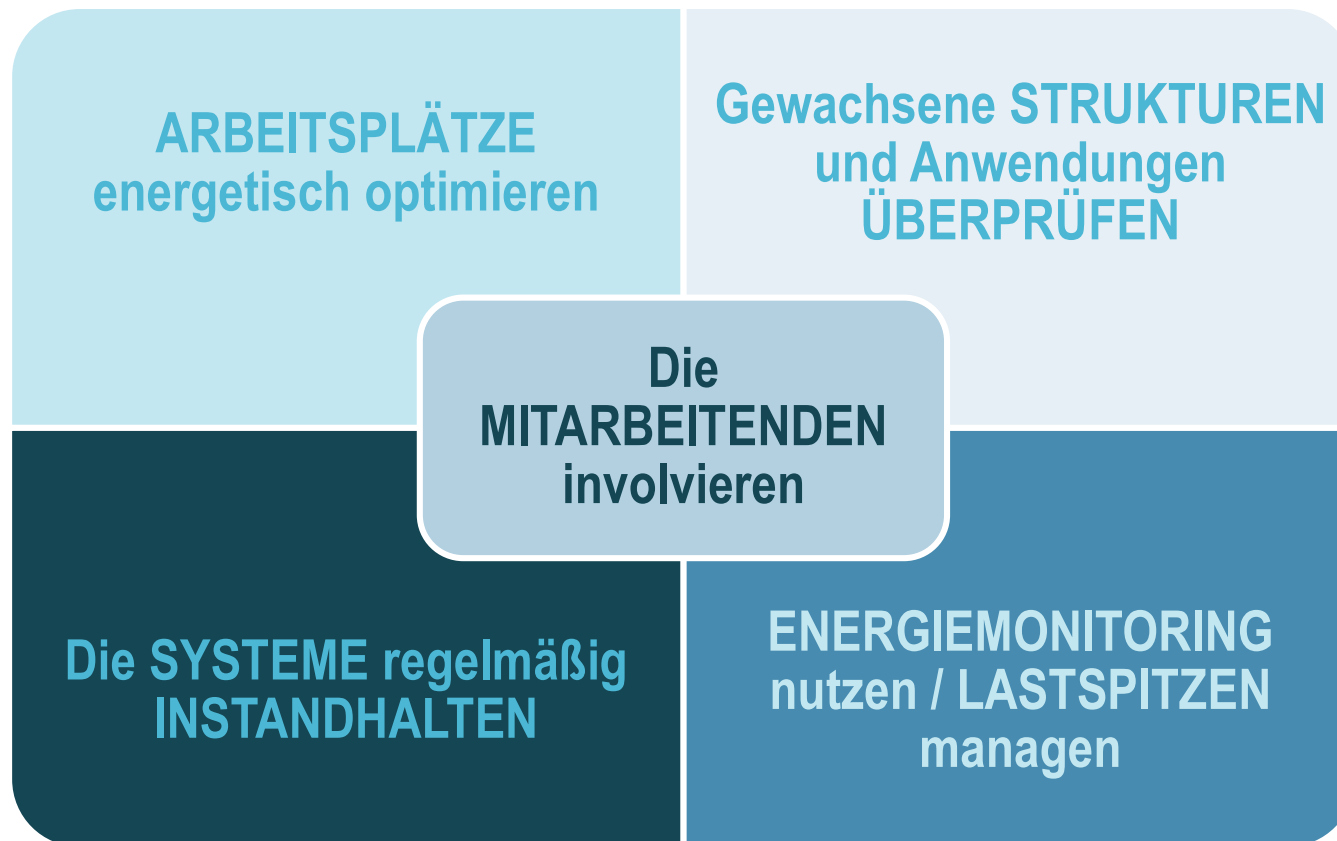 ARBEITSPLÄTZE
energetisch optimieren
Gewachsene STRUKTUREN
und Anwendungen
ÜBERPRÜFEN
Die
MITARBEITENDEN
involvieren
Die SYSTEME regelmäßig
INSTANDHALTEN
ENERGIEMONITORING
nutzen / LASTSPITZEN
managen